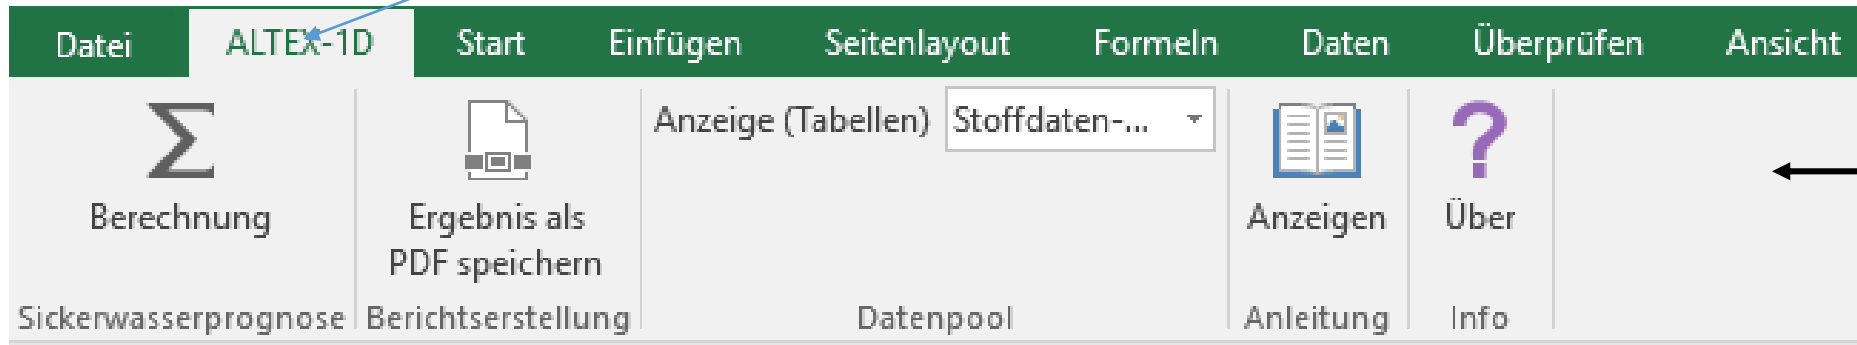 Datei ALTEX-1D Start Einfügen Seitenlayout Formeln Daten Überprüfen Ansicht
Anzeige (Tabellen) Stoffdaten-...
Berechnung
Ergebnis als
PDF speichern
Anzeigen
Über
Sickerwasserprognose Berichtserstellung Datenpool Anleitung Info